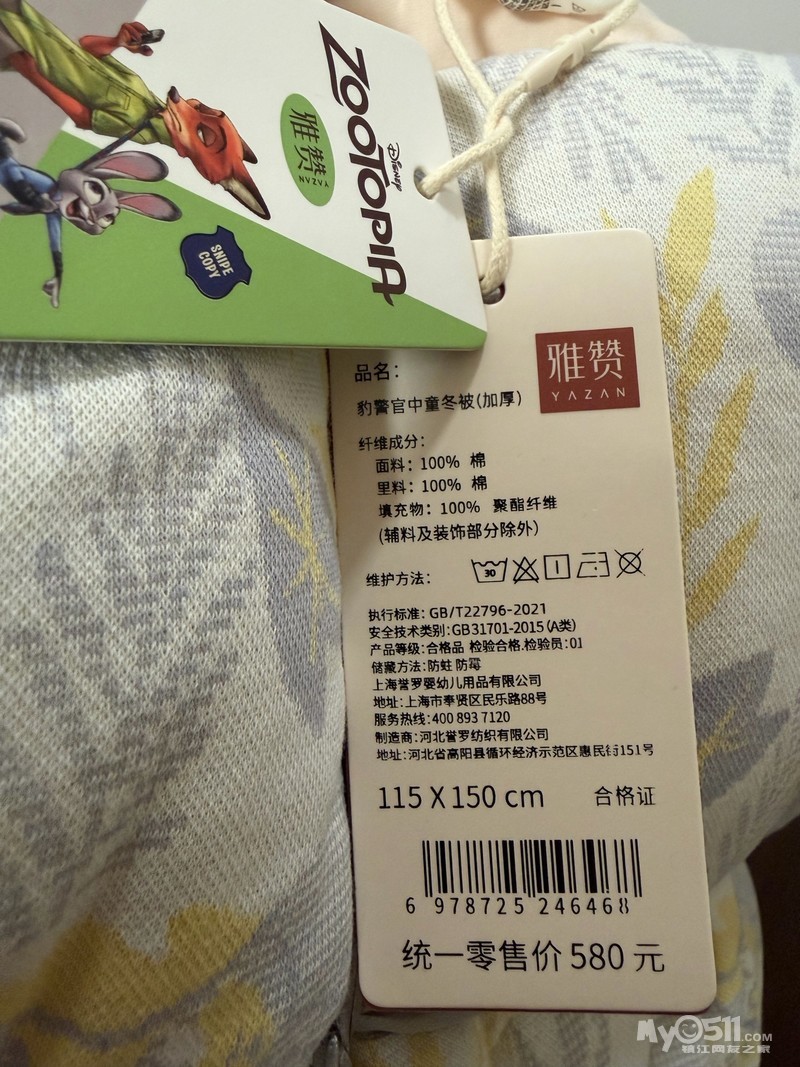 ZOOTOPIA
Disney
雅赞
YAZAN
SNIPE
COPY
雅赞
YAZAN
品名：
豹警官中童冬被(加厚)
纤维成分：
面料：100% 棉
里料：100% 棉
填充物：100% 聚酯纤维
(辅料及装饰部分除外)
维护方法：
30
执行标准：GB/T22796-2021
安全技术类别:GB31701-2015 (A类)
产品等级:合格品 检验合格.检验员:01
储藏方法:防蛀 防霉
上海誉罗婴幼儿用品有限公司
地址:上海市奉贤区民乐路88号
服务热线:400 893 7120
制造商:河北誉罗纺织有限公司
地址:河北省高阳县循环经济示范区惠民街151号
115 X 150 cm 合格证
6 978725 246468
统一零售价 580 元
My0511.COM
镇江网友之家